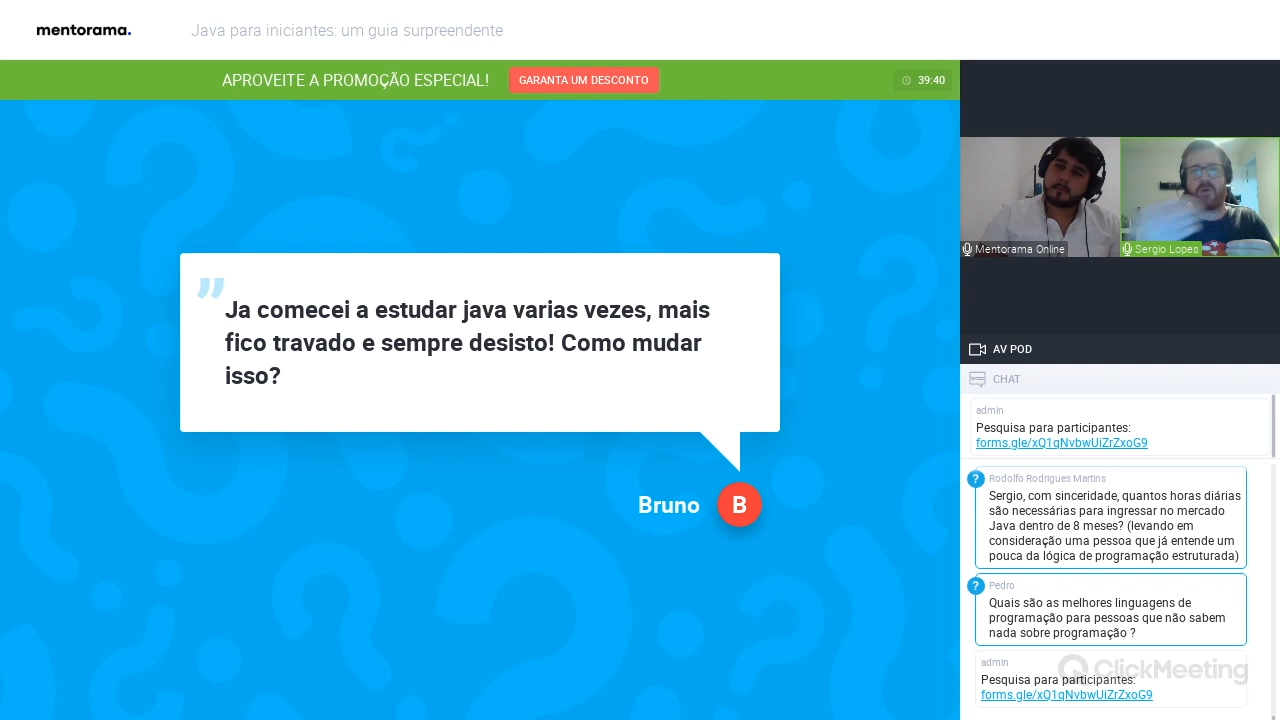 mentorama.
Java para iniciantes: um guia surpreendente
APROVEITE A PROMOÇÃO ESPECIAL!
GARANTA UM DESCONTO
39:40
Ja comecei a estudar java varias vezes, mais
fico travado e sempre desisto! Como mudar
isso?
Bruno
B
Mentorama Online
Sergio Lopes
AV POD
CHAT
admin
Pesquisa para participantes:
forms.gle/xQ1qNvbwUiZrZxoG9
?
Rodolfo Rodrigues Martins
Sergio, com sinceridade, quantos horas diárias
são necessárias para ingressar no mercado
Java dentro de 8 meses? (levando em
consideração uma pessoa que já entende um
pouca da lógica de programação estruturada)
?
Pedro
Quais são as melhores linguagens de
programação para pessoas que não sabem
nada sobre programação ?
admin
ClickMeeting
Pesquisa para participantes:
forms.gle/xQ1qNvbwUiZrZxoG9